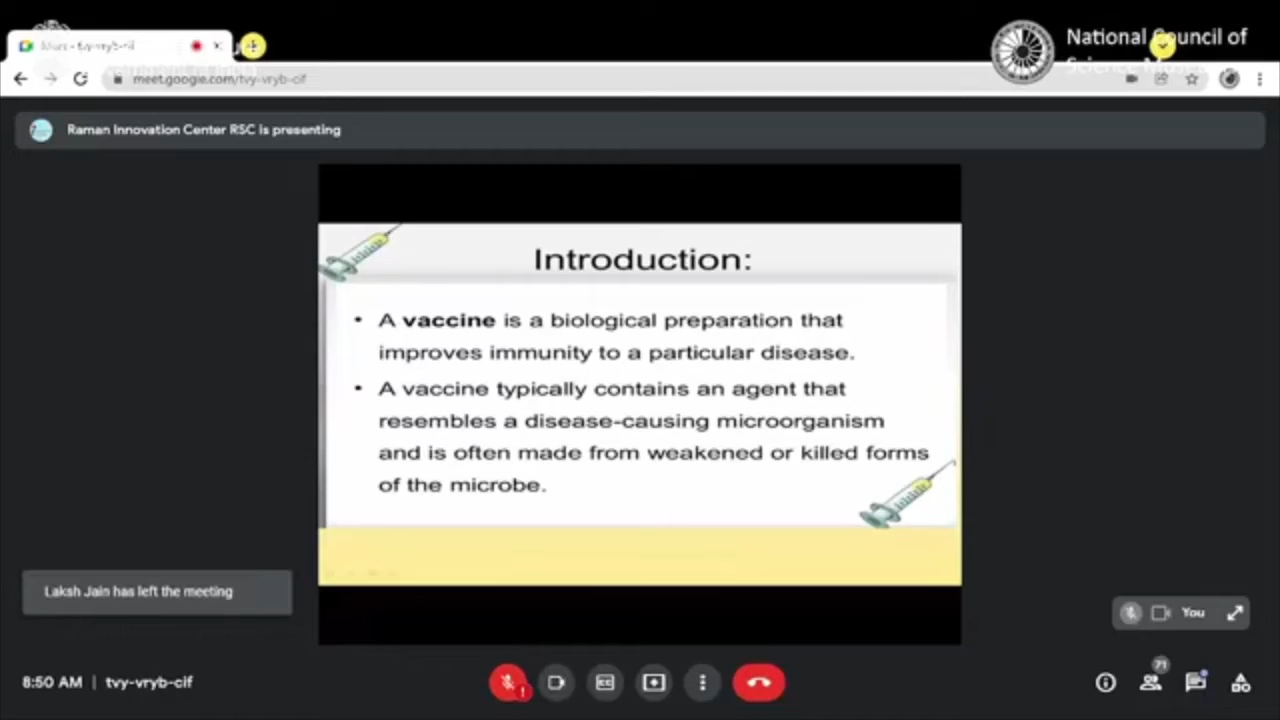 National Council of
meet.google.com/tvy-vryb-cif
Raman Innovation Center RSC is presenting
Introduction:
• A vaccine is a biological preparation that
improves immunity to a particular disease.
• A vaccine typically contains an agent that
resembles a disease-causing microorganism
and is often made from weakened or killed forms
of the microbe.
Laksh Jain has left the meeting
You
8:50 AM | tvy-vryb-cif
CC
71